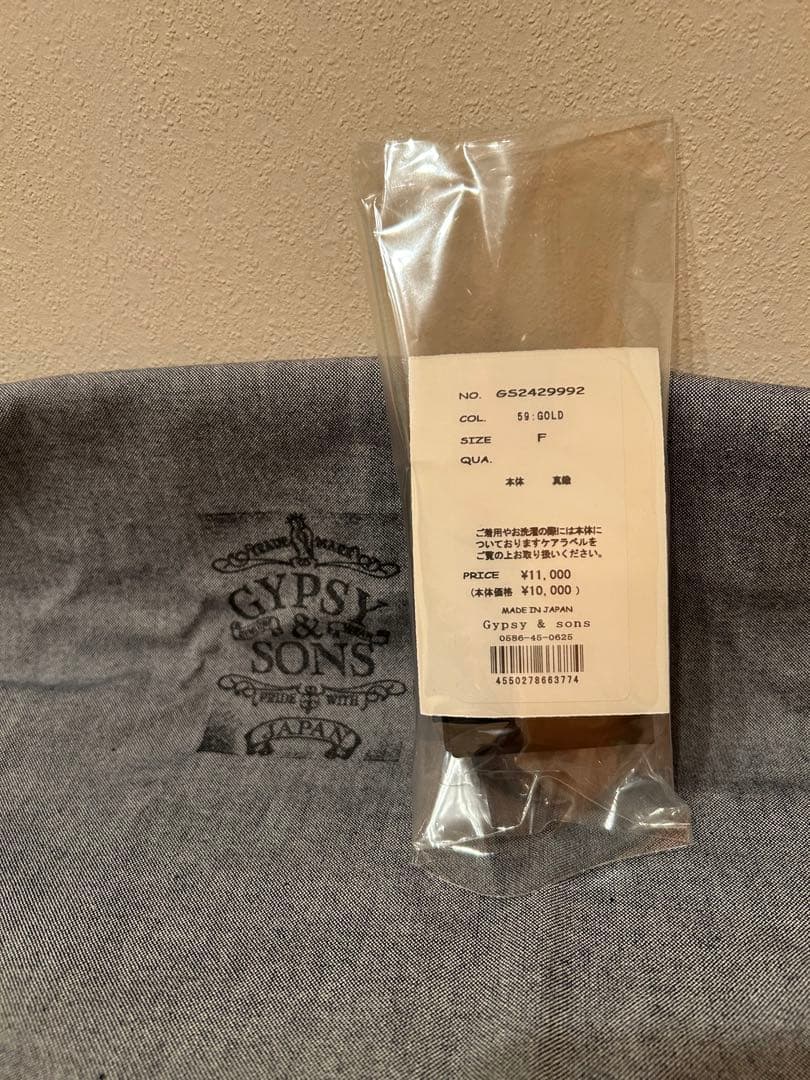 TRADE MARK
GYPSY
&
SONS
PRIDE WITH
JAPAN
NO. GS2429992
COL. 59:GOLD
SIZE F
QUA.
本体 真鍮
ご着用やお洗濯の際には本体に
ついておりますケアラベルを
ご覧の上お取り扱いください。
PRICE ¥11,000
(本体価格 ¥10,000 )
MADE IN JAPAN
Gypsy & sons
0586-45-0625
4550278663774